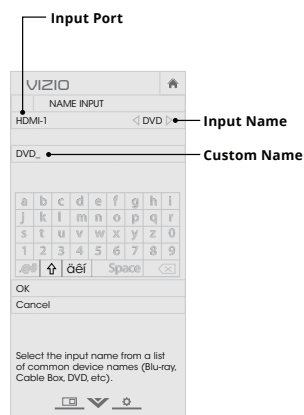 Input Port
VIZIO
NAME INPUT
HDMI-1 DVD
Input Name
DVD_
Custom Name
a b c d e f g h i
j k l m n o p q r
s t u v w x y z 0
1 2 3 4 5 6 7 8 9
.@# äêí Space
OK
Cancel
Select the input name from a list
of common device names (Blu-ray,
Cable Box, DVD, etc).